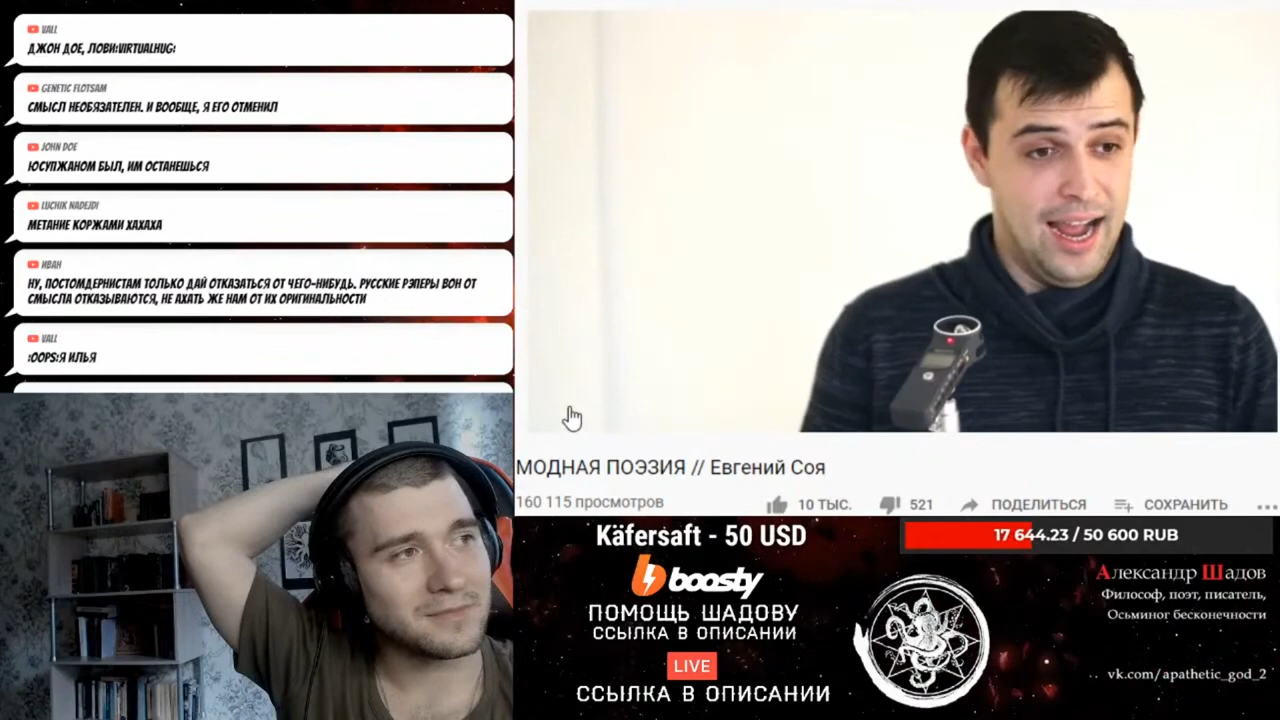 VALL
ДЖОН ДОЕ, ЛОВИ:VIRTUALHUG:
GENETIC FLOTSAM
СМЫСЛ НЕОБЯЗАТЕЛЕН. И ВООБЩЕ, Я ЕГО ОТМЕНИЛ
JOHN DOE
ЮСУПЖАНОМ БЫЛ, ИМ ОСТАНЕШЬСЯ
LUCHIK NADEJDI
МЕТАНИЕ КОРЖАМИ ХАХАХА
ИВАН
НУ, ПОСТОМДЕРНИСТАМ ТОЛЬКО ДАЙ ОТКАЗАТЬСЯ ОТ ЧЕГО-НИБУДЬ. РУССКИЕ РЭПЕРЫ ВОН ОТ
СМЫСЛА ОТКАЗЫВАЮТСЯ, НЕ АХАТЬ ЖЕ НАМ ОТ ИХ ОРИГИНАЛЬНОСТИ
VALL
:OOPS:Я ИЛЬЯ
МОДНАЯ ПОЭЗИЯ // Евгений Соя
160 115 просмотров
10 ТЫС.
521
ПОДЕЛИТЬСЯ
СОХРАНИТЬ
Käfersaft - 50 USD
boosty
ПОМОЩЬ ШАДОВУ
ССЫЛКА В ОПИСАНИИ
LIVE
ССЫЛКА В ОПИСАНИИ
17 644.23 / 50 600 RUB
Александр Шадов
Философ, поэт, писатель,
Осьминог бесконечности
vk.com/apathetic_god_2